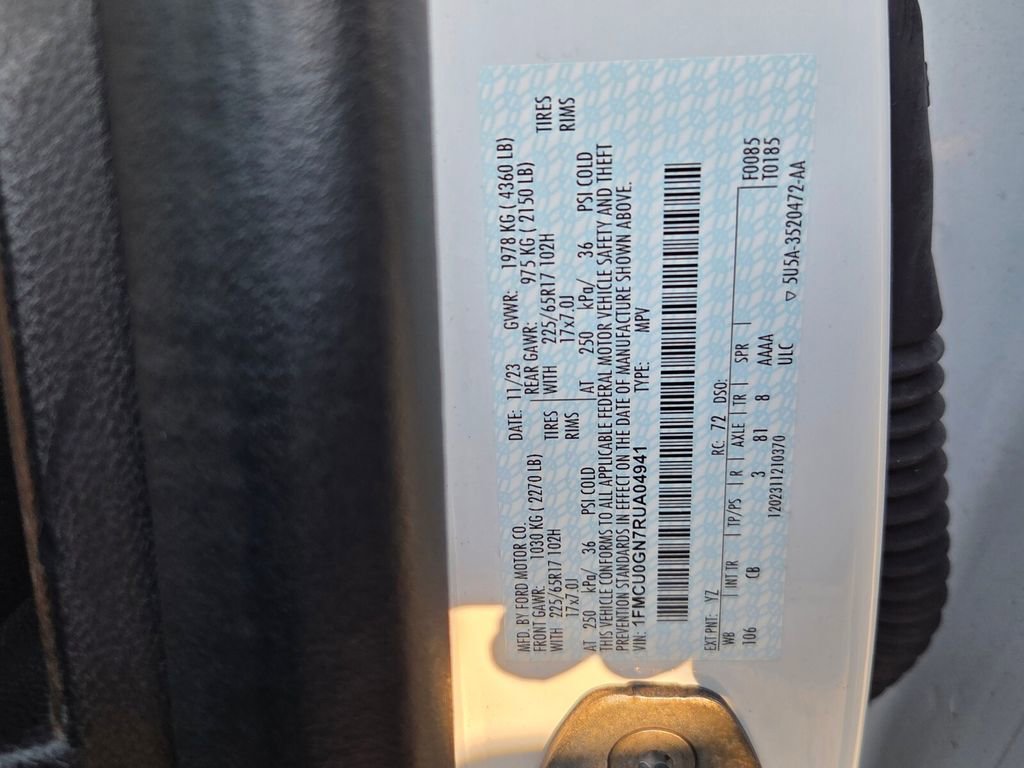 MFD. BY FORD MOTOR CO. DATE: 11/23 GVWR: 1978 KG ( 4360 LB)
FRONT GAWR: 1030 KG ( 2270 LB) REAR GAWR: 975 KG ( 2150 LB)
WITH 225/65R17 102H TIRES WITH 225/65R17 102H TIRES
17x7.0J RIMS 17x7.0J RIMS
AT 250 kPa/ 36 PSI COLD AT 250 kPa/ 36 PSI COLD
THIS VEHICLE CONFORMS TO ALL APPLICABLE FEDERAL MOTOR VEHICLE SAFETY AND THEFT
PREVENTION STANDARDS IN EFFECT ON THE DATE OF MANUFACTURE SHOWN ABOVE.
VIN: 1FMCU0GN7RUA04941 TYPE: MPV
EXT PNT: YZ RC: 72 DSO: F0085
WB INT TR TP/PS R AXLE TR SPR T0185
106 CB 3 81 8 AAAA
1202311210370 UILC ▽ 5U5A-3520472-AA